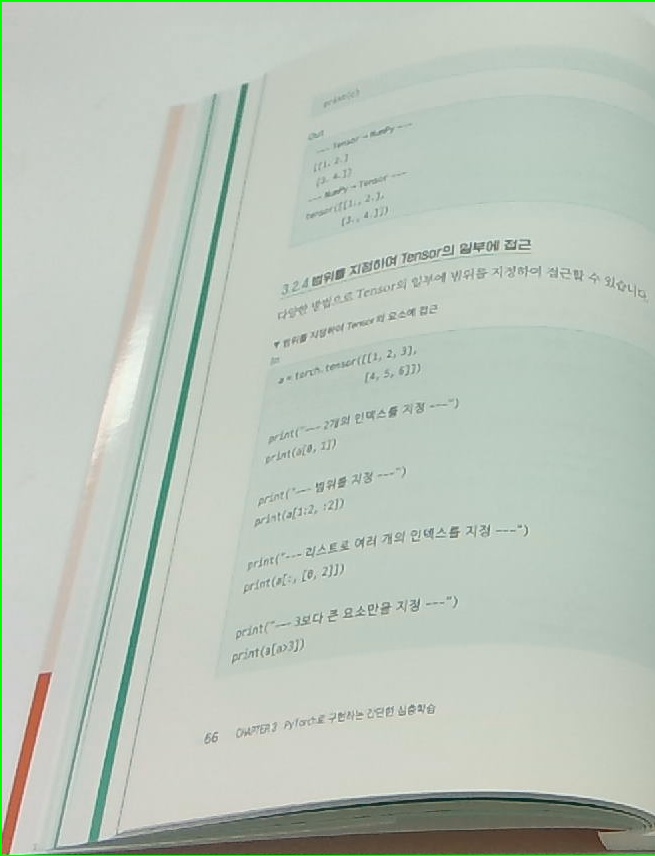 print(c)
Out
--- Tensor → NumPy ---
[[1. 2.]
[3. 4.]]
--- NumPy → Tensor ---
tensor([[1., 2.],
[3., 4.]])
3.2.4 범위를 지정하여 Tensor의 일부에 접근
다양한 방법으로 Tensor의 일부에 범위를 지정하여 접근할 수 있습니다.
▼ 범위를 지정하여 Tensor의 요소에 접근
In
a = torch.tensor([[1, 2, 3],
[4, 5, 6]])
print("--- 2개의 인덱스를 지정 ---")
print(a[0, 1])
print("--- 범위를 지정 ---")
print(a[1:2, :2])
print("--- 리스트로 여러 개의 인덱스를 지정 ---")
print(a[:, [0, 2]])
print("--- 3보다 큰 요소만을 지정 ---")
print(a[a>3])
66 CHAPTER 3 PyTorch로 구현하는 간단한 심층학습